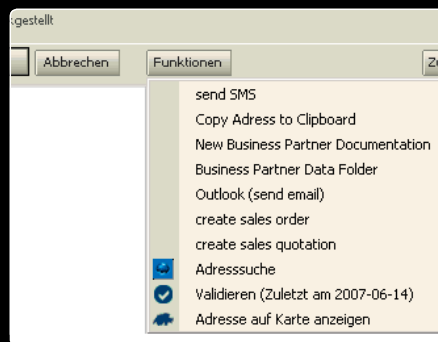 gestellt
Abbrechen Funktionen
send SMS
Copy Adress to Clipboard
New Business Partner Documentation
Business Partner Data Folder
Outlook (send email)
create sales order
create sales quotation
Adresssuche
Validieren (Zuletzt am 2007-06-14)
Adresse auf Karte anzeigen